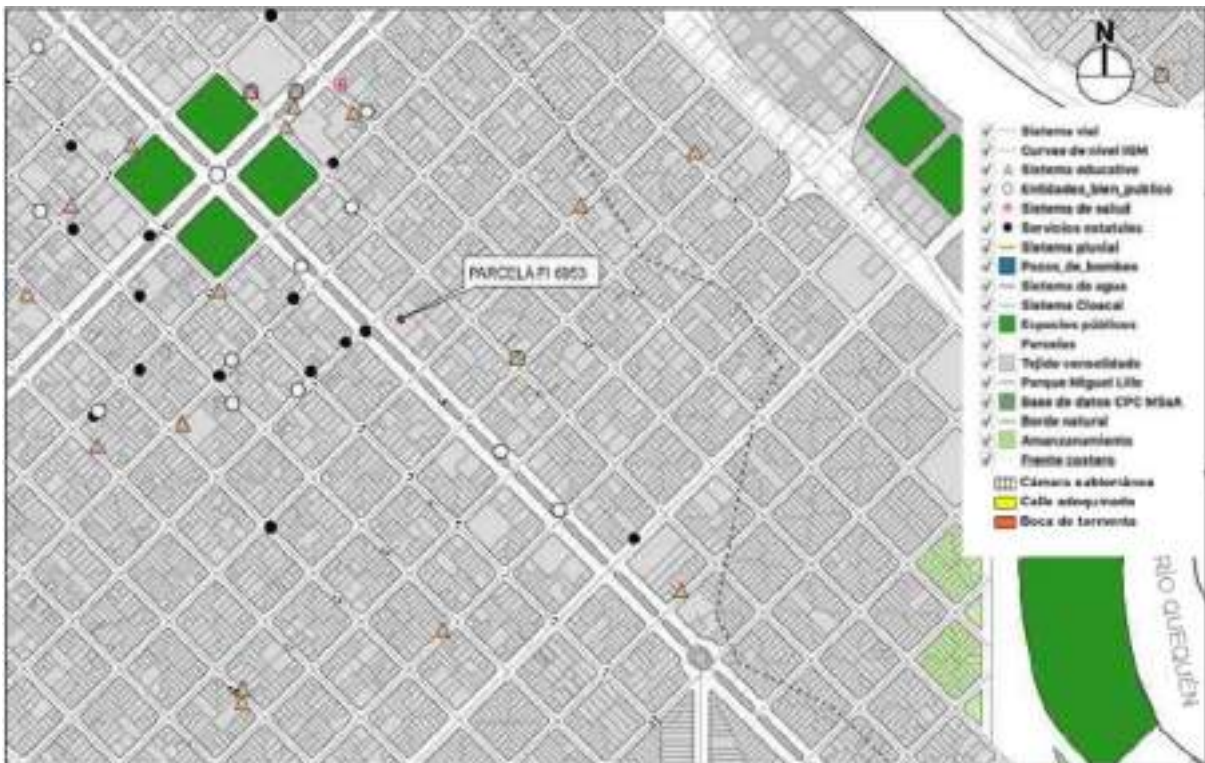 N
Sistema vial
Curvas de nivel IGM
Sistema educativo
Entidades_bien_publico
Sistema de salud
Servicios estatales
Sistema pluvial
Pozos_de_bombeo
Sistema de agua
Sistema Cloacal
Espacios públicos
Parcelas
Tejido consolidado
Parque Miguel Lillo
Base de datos CPC MSaA
Borde natural
Amanzanamiento
Frente costero
Cámara subterránea
Calle adoquinada
Boca de tormenta
PARCELA FI 6953
RÍO QUEQUÉN